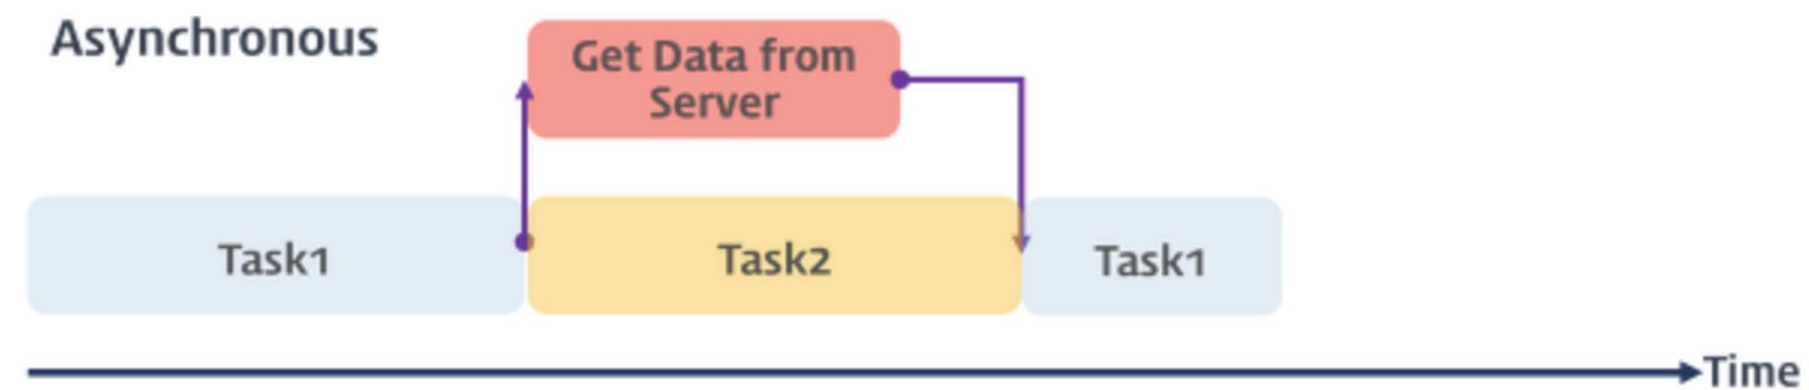 Asynchronous
Get Data from
Server
Task1
Task2
Task1
Time